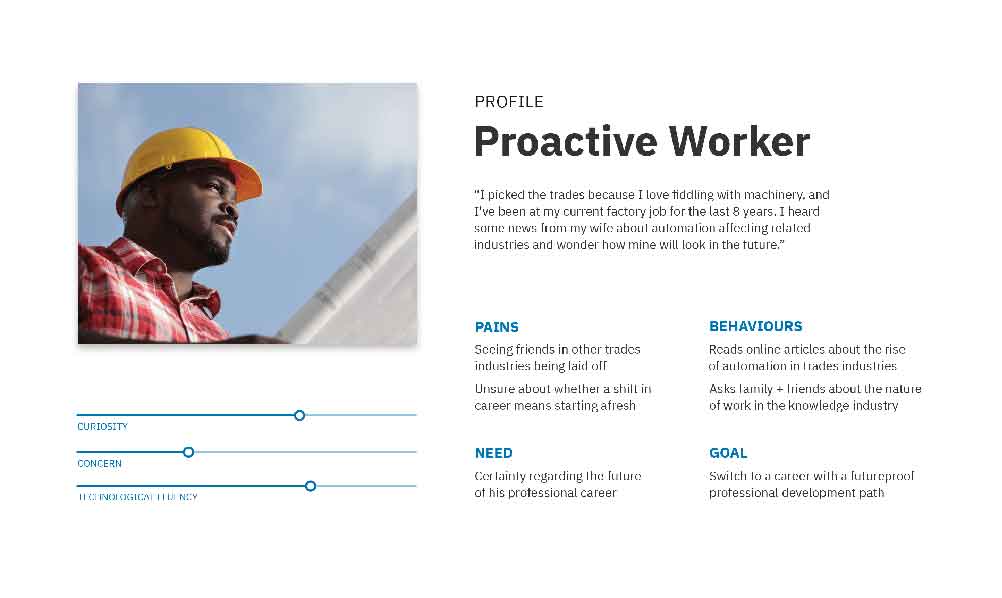 PROFILE
Proactive Worker
“I picked the trades because I love fiddling with machinery, and
I’ve been at my current factory job for the last 8 years. I heard
some news from my wife about automation affecting related
industries and wonder how mine will look in the future.”
PAINS
Seeing friends in other trades
industries being laid off
Unsure about whether a shift in
career means starting afresh
BEHAVIOURS
Reads online articles about the rise
of automation in trades industries
Asks family + friends about the nature
of work in the knowledge industry
NEED
Certainty regarding the future
of his professional career
GOAL
Switch to a career with a futureproof
professional development path
CURIOSITY
CONCERN
TECHNOLOGICAL FLUENCY